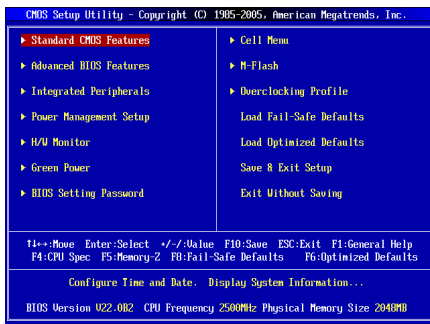 CMOS Setup Utility - Copyright (C) 1985-2005, American Megatrends, Inc.
▸ Standard CMOS Features
▸ Advanced BIOS Features
▸ Integrated Peripherals
▸ Power Management Setup
▸ H/W Monitor
▸ Green Power
▸ BIOS Setting Password
▸ Cell Menu
▸ M-Flash
▸ Overclocking Profile
Load Fail-Safe Defaults
Load Optimized Defaults
Save & Exit Setup
Exit Without Saving
↑↓←→:Move Enter:Select +/-/:Value F10:Save ESC:Exit F1:General Help
F4:CPU Spec F5:Memory-Z F8:Fail-Safe Defaults F6:Optimized Defaults
Configure Time and Date. Display System Information...
BIOS Version V22.0B2 CPU Frequency 2500MHz Physical Memory Size 2048MB